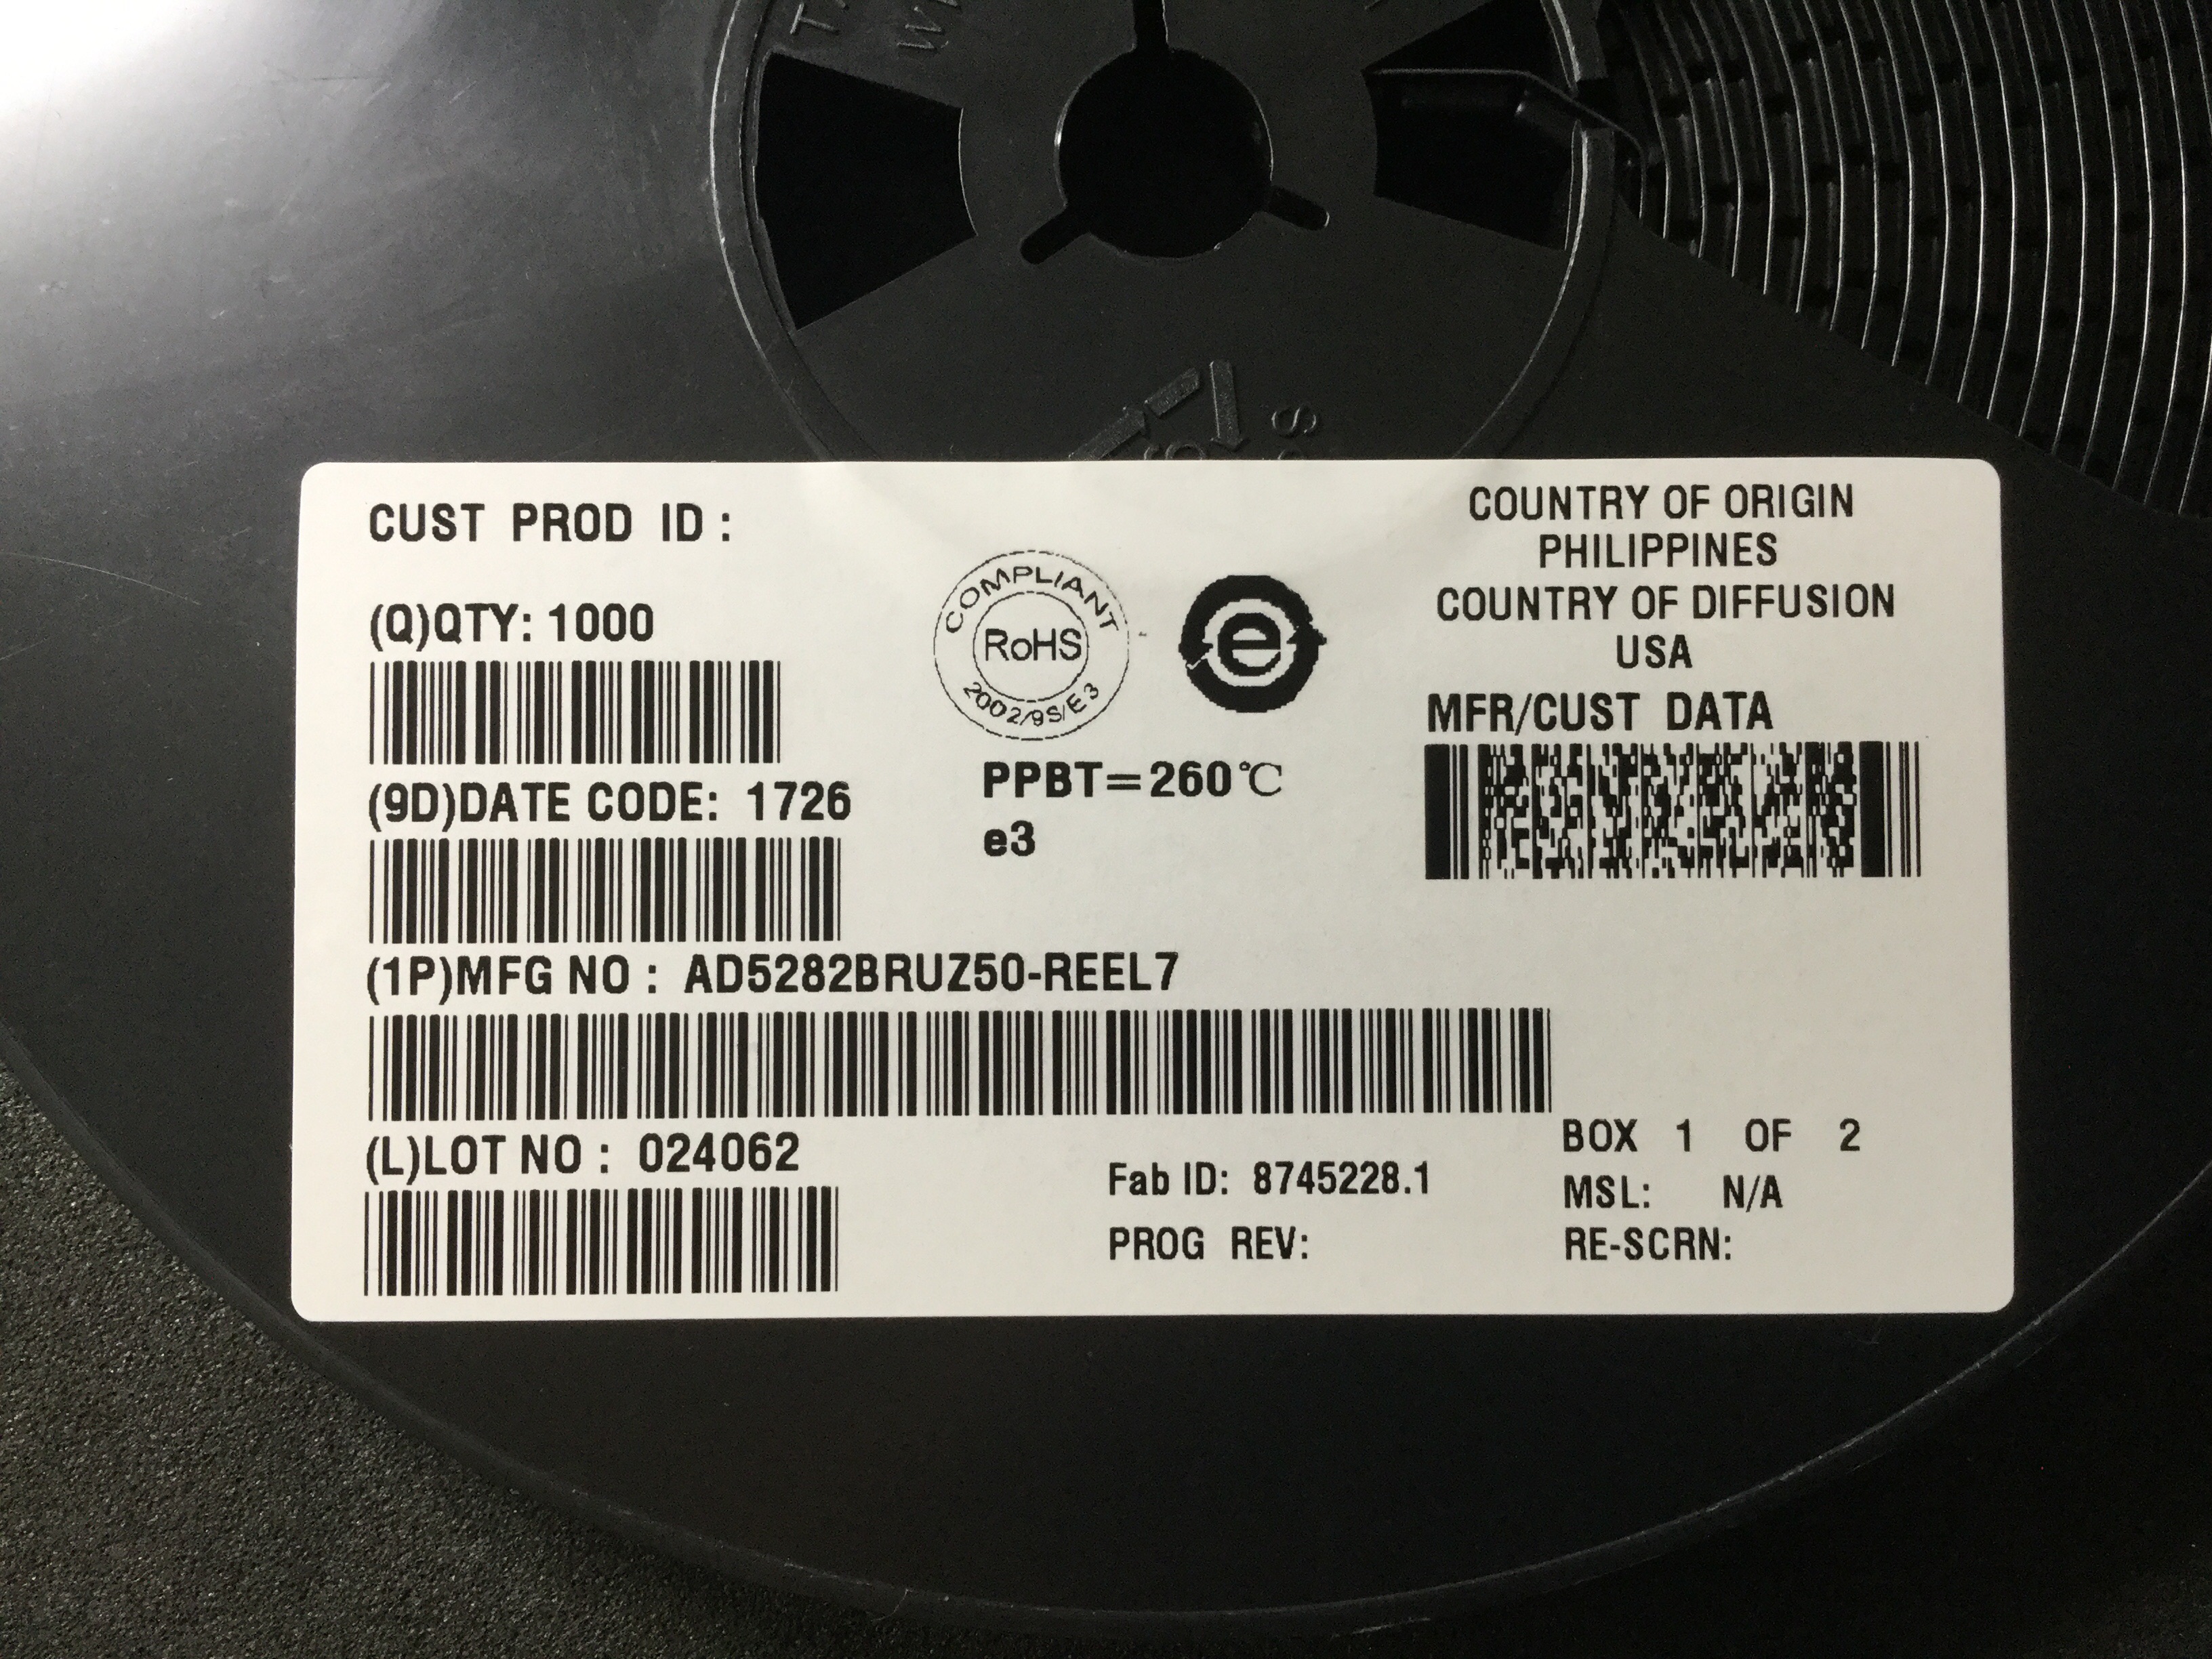 CUST PROD ID :
(Q)QTY: 1000
(9D)DATE CODE: 1726
(1P)MFG NO : AD5282BRUZ50-REEL7
(L)LOT NO : 024062
COMPLIANT
RoHS
2002/95/E3
e
PPBT=260℃
e3
COUNTRY OF ORIGIN
PHILIPPINES
COUNTRY OF DIFFUSION
USA
MFR/CUST DATA
Fab ID: 8745228.1
PROG REV:
BOX 1 OF 2
MSL: N/A
RE-SCRN: